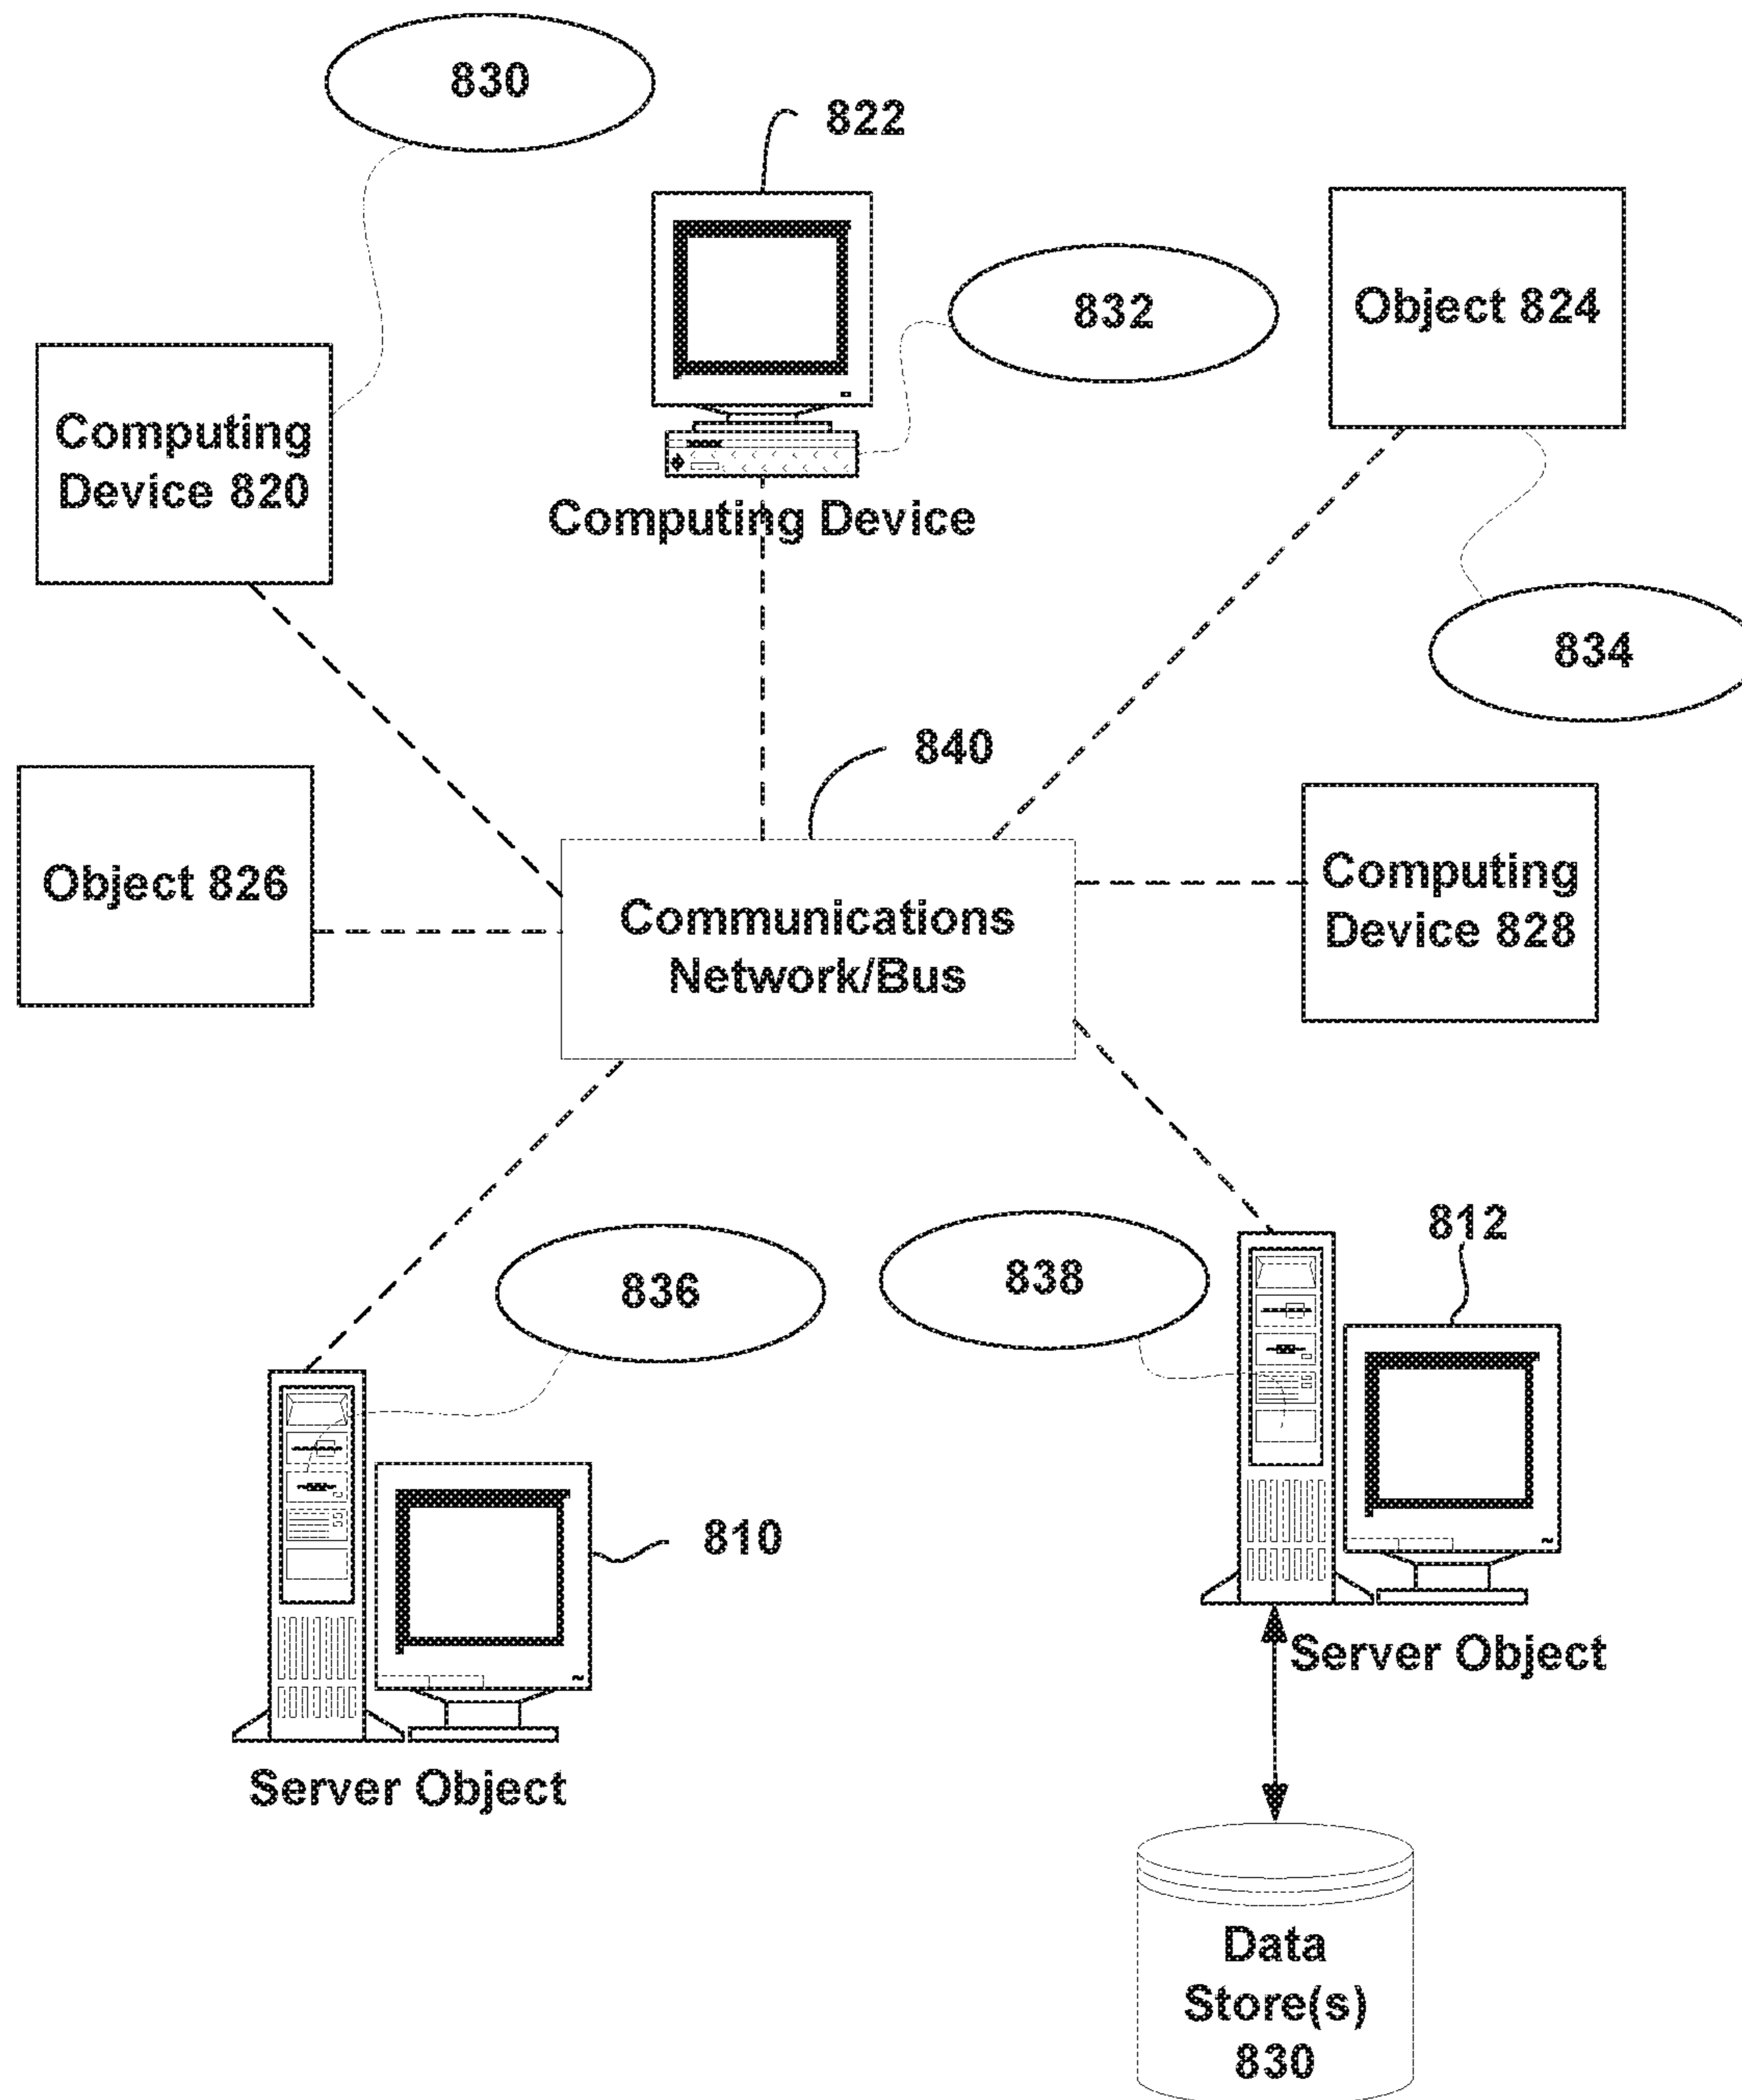 830
822
832
Object 824
Computing
Device 820
Computing Device
834
840
Object 826
Communications
Network/Bus
Computing
Device 828
836
838
812
810
Server Object
Server Object
Data
Store(s)
830